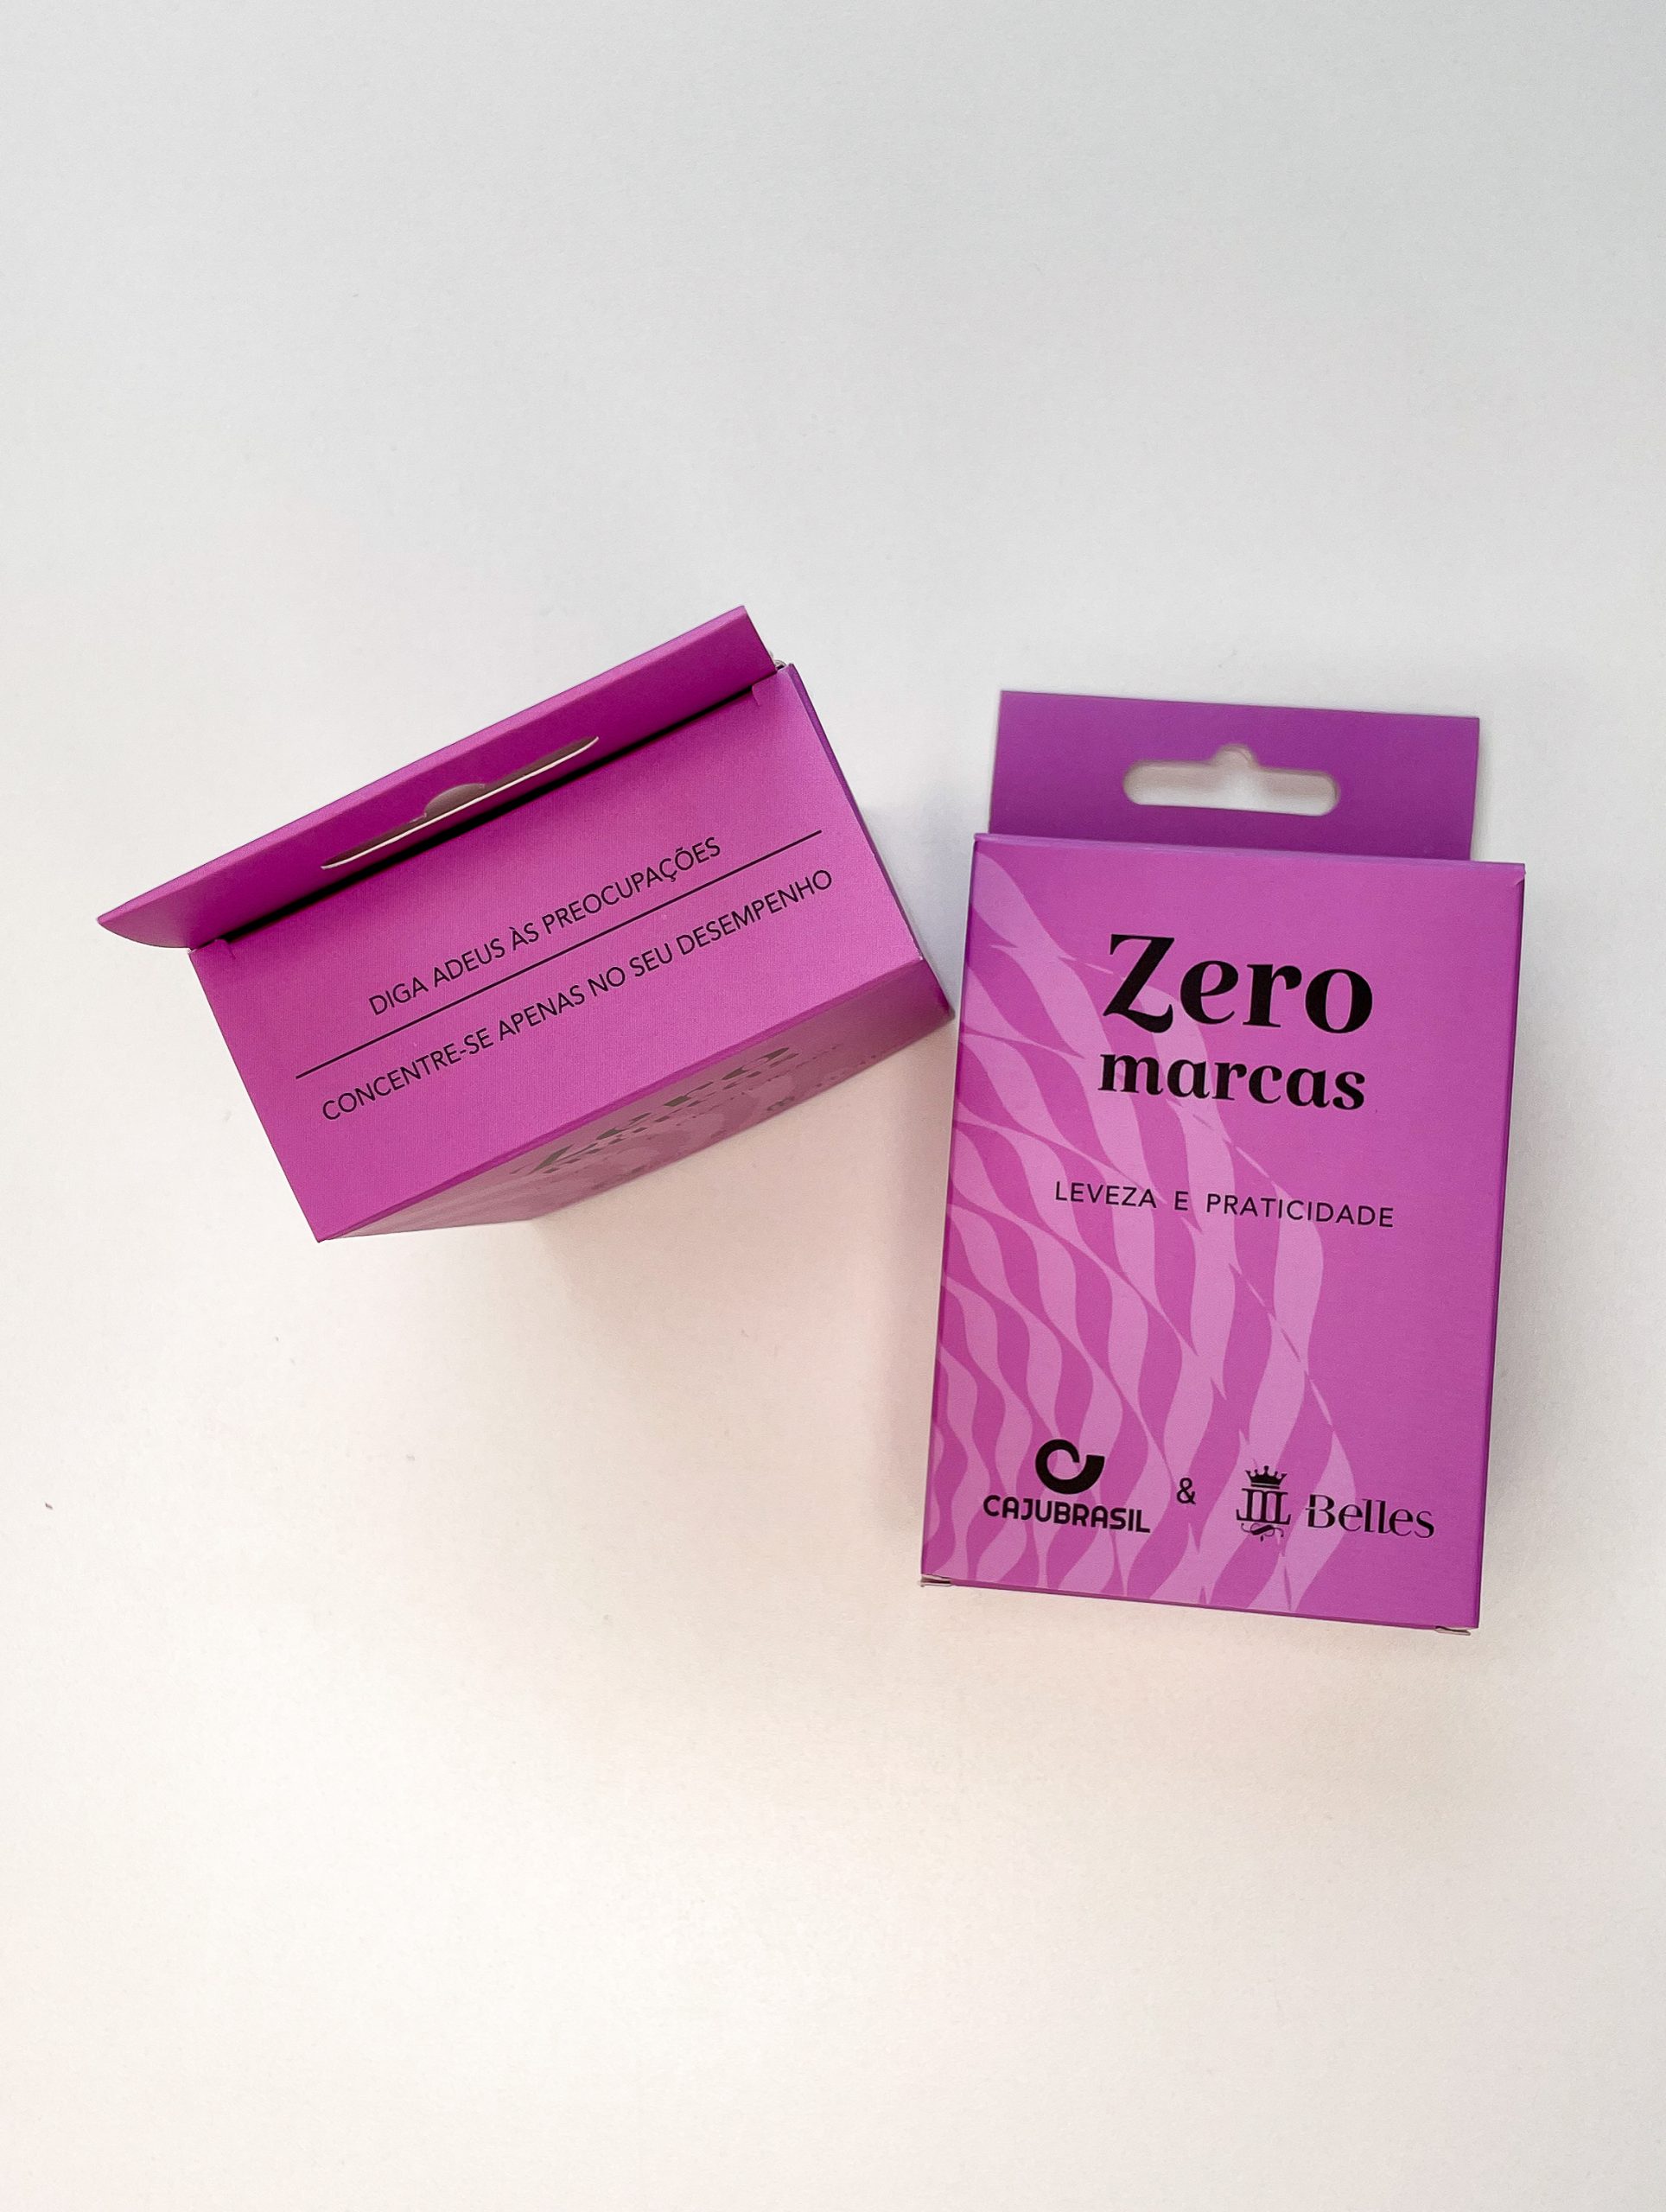 DIGA ADEUS ÀS PREOCUPAÇÕES
CONCENTRE-SE APENAS NO SEU DESEMPENHO
Zero
marcas
LEVEZA E PRATICIDADE
CAJUBRASIL
&
Belles